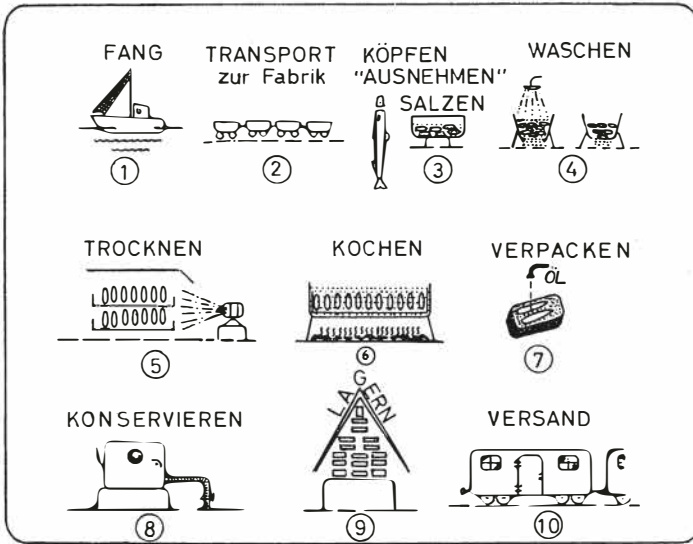 FANG
1
TRANSPORT
zur Fabrik
2
KÖPFEN
"AUSNEHMEN"
SALZEN
3
WASCHEN
4
TROCKNEN
5
KOCHEN
6
VERPACKEN
ÖL
7
KONSERVIEREN
8
LAGERN
9
VERSAND
10